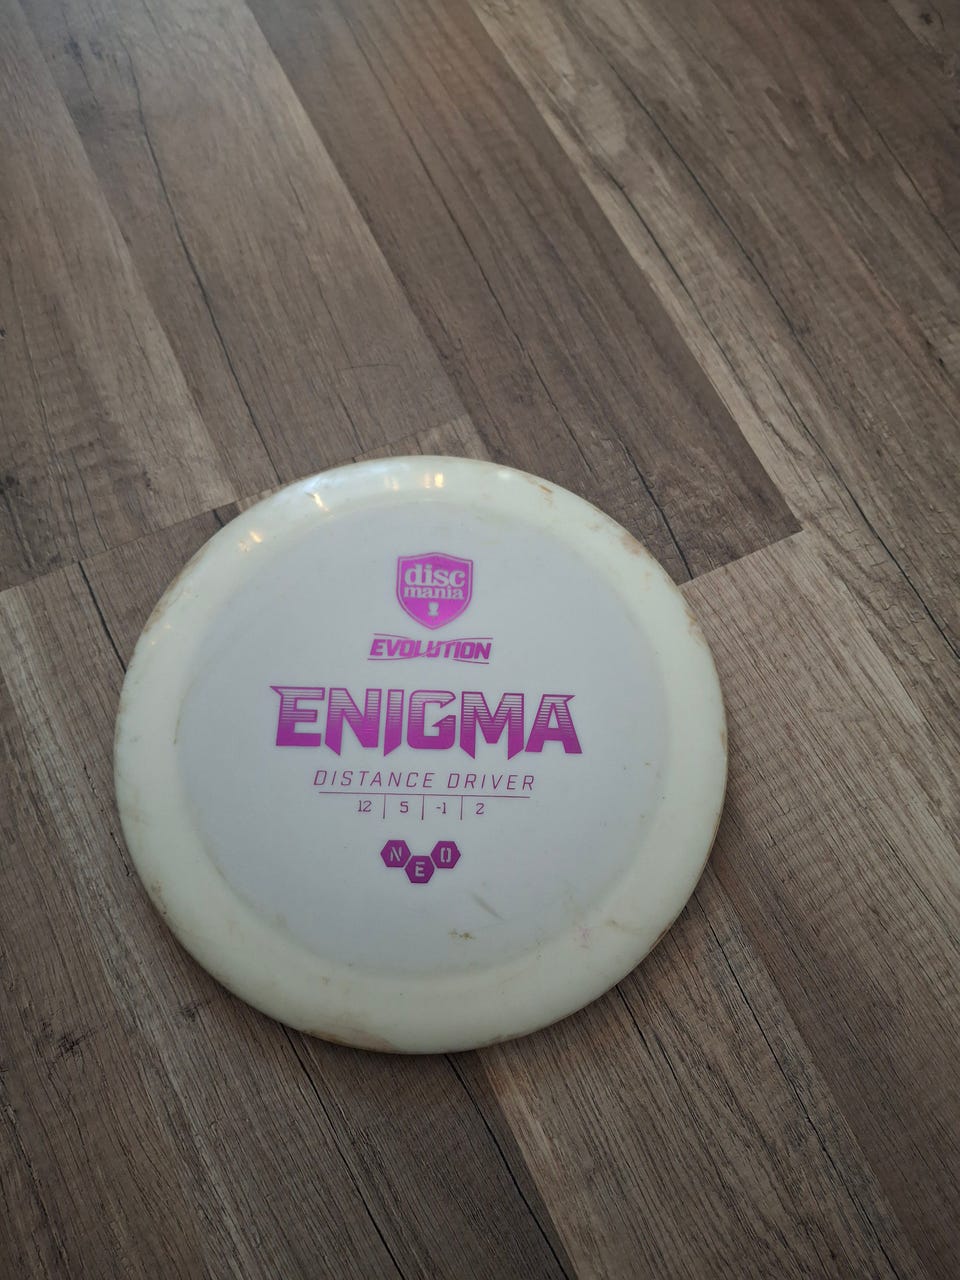 disc
mania
EVOLUTION
ENIGMA
DISTANCE DRIVER
12 | 5 | -1 | 2
NEO